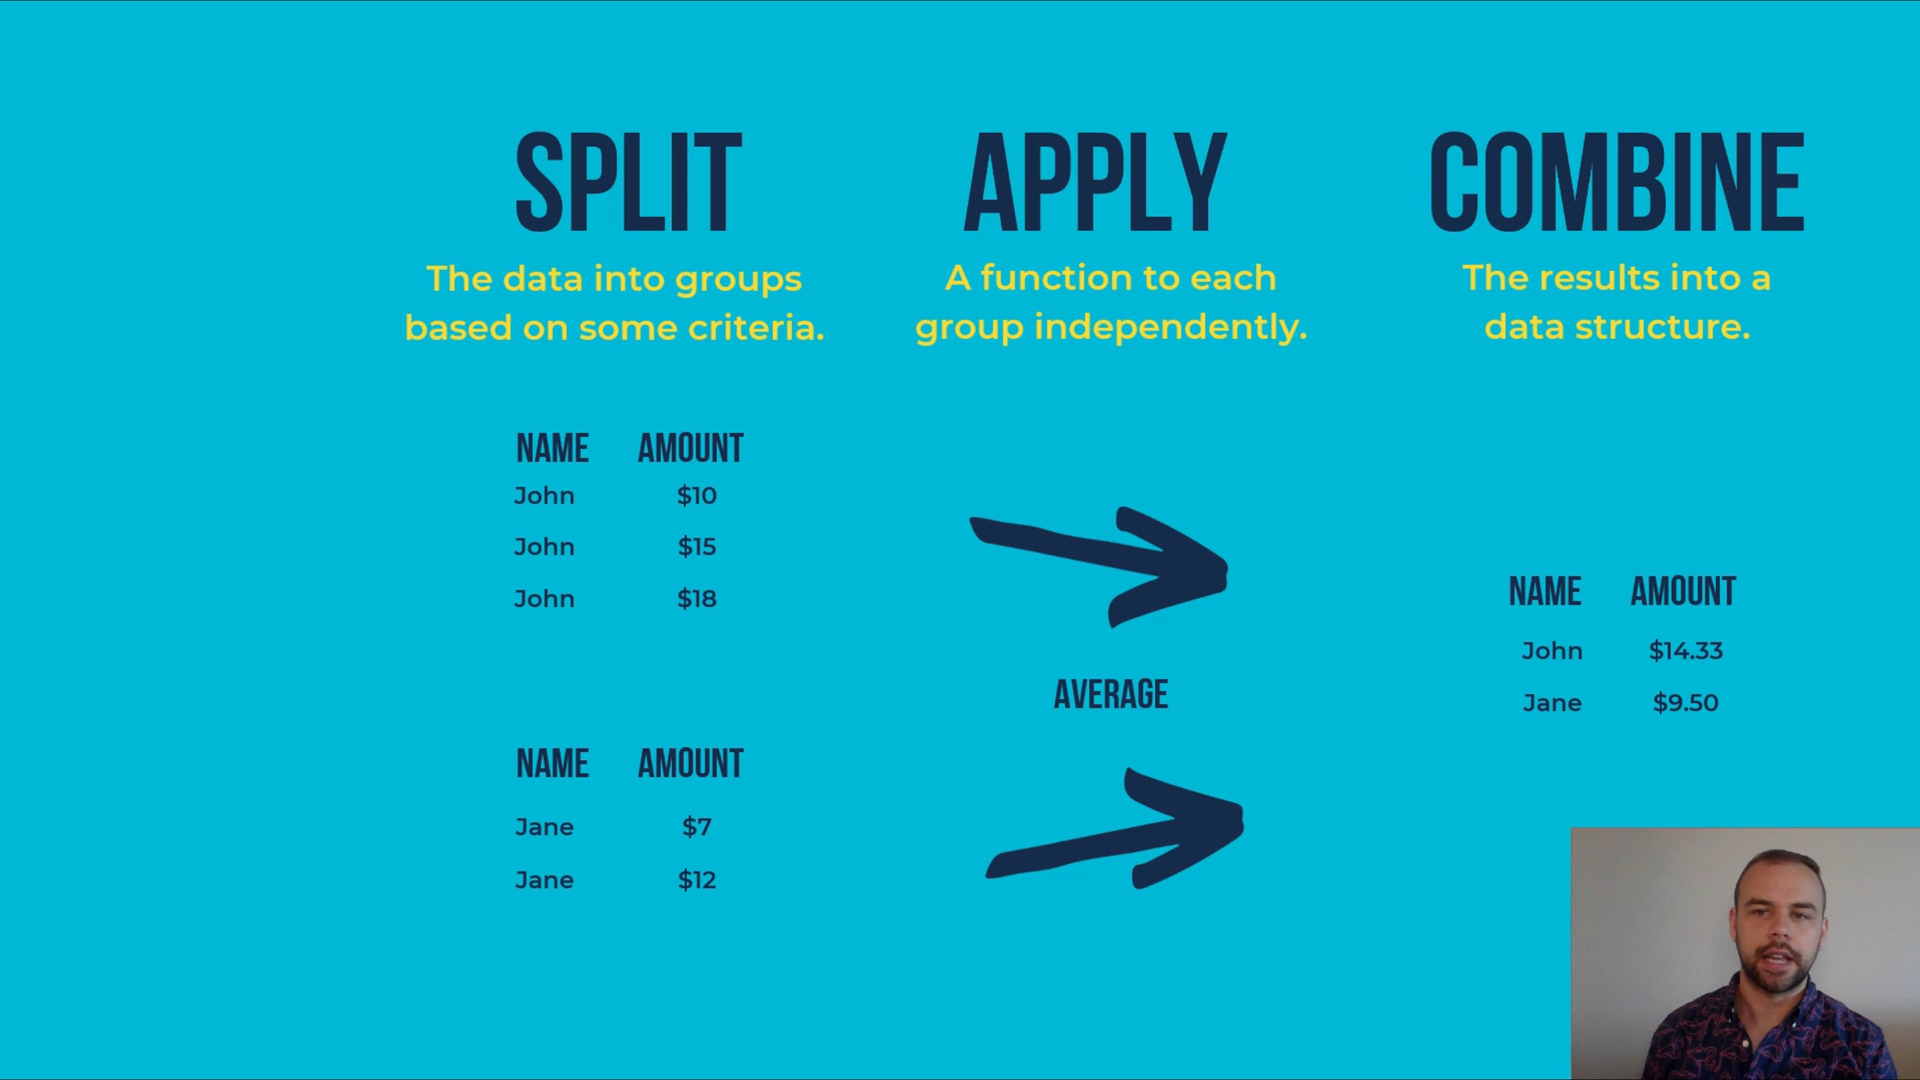 SPLIT
The data into groups
based on some criteria.
APPLY
A function to each
group independently.
COMBINE
The results into a
data structure.
NAME AMOUNT
John $10
John $15
John $18
NAME AMOUNT
Jane $7
Jane $12
AVERAGE
NAME AMOUNT
John $14.33
Jane $9.50